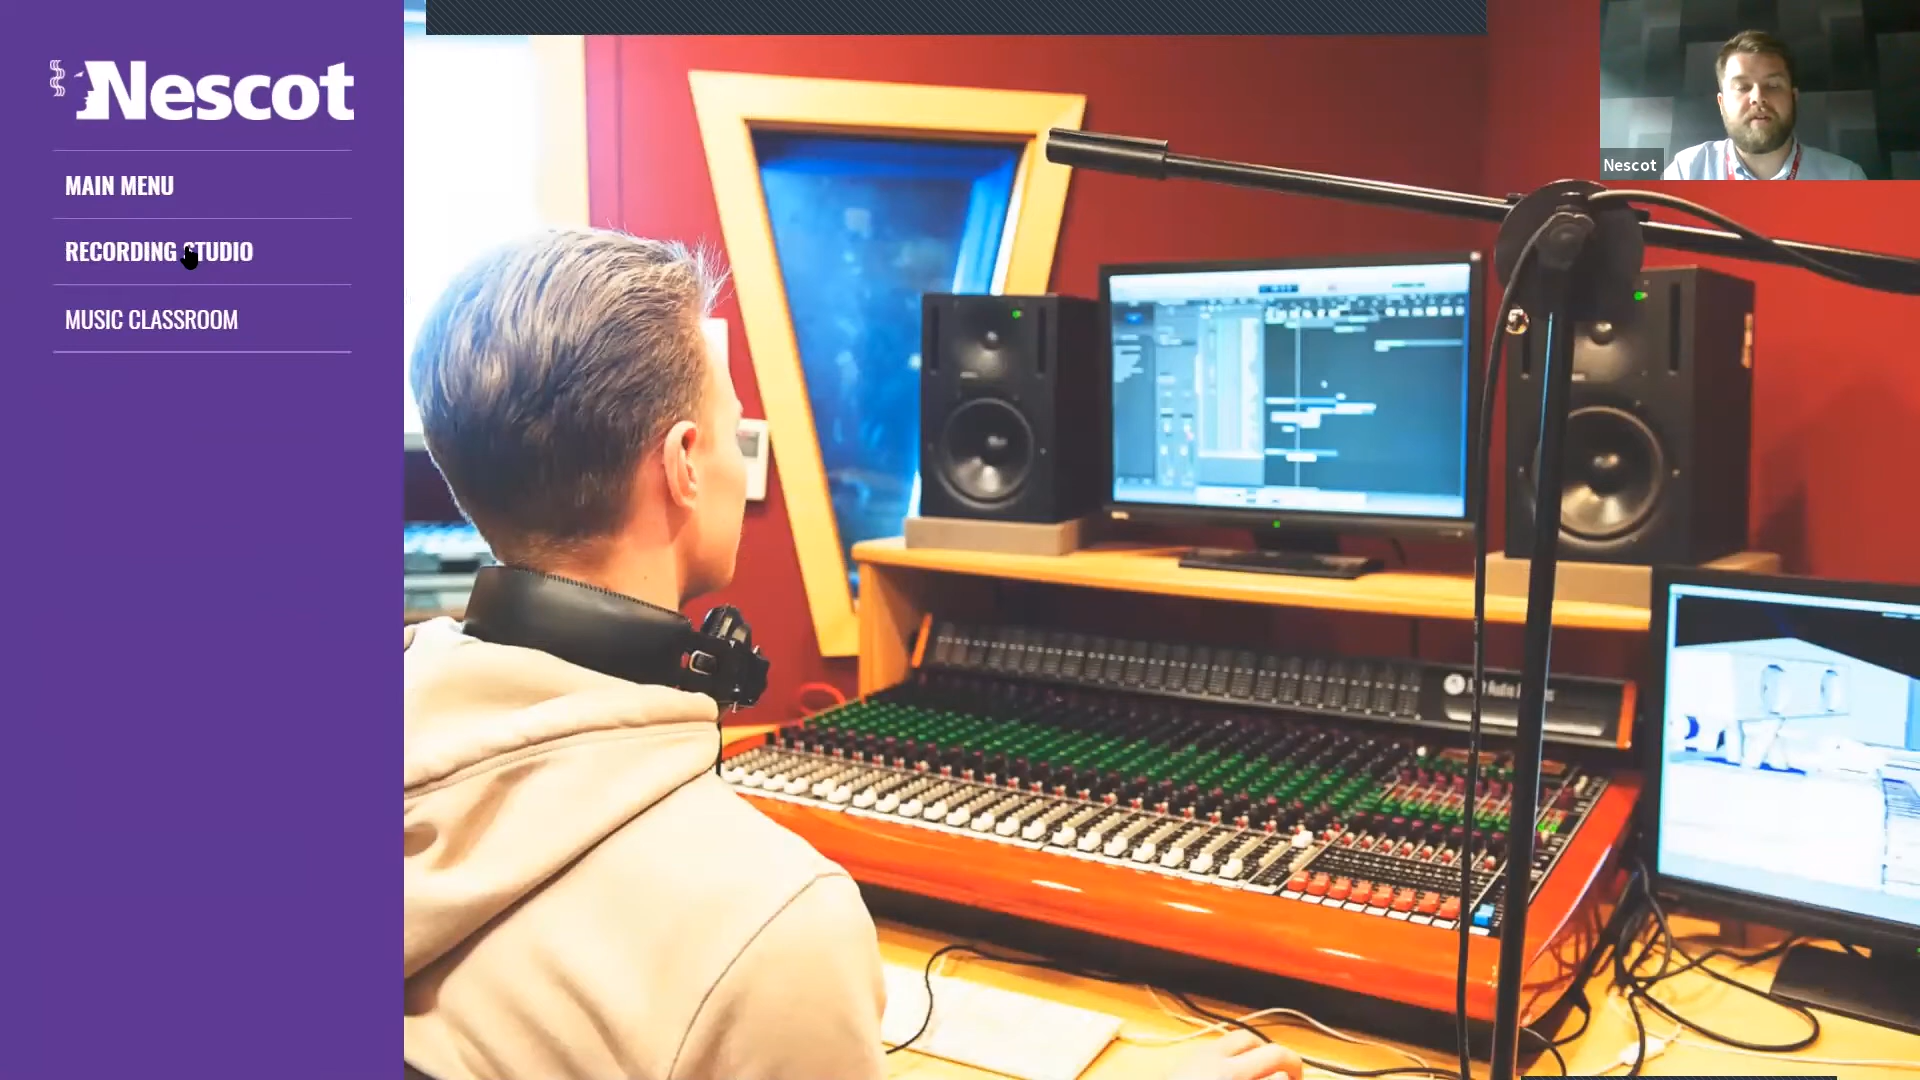 Nescot
MAIN MENU
RECORDING STUDIO
MUSIC CLASSROOM
Nescot